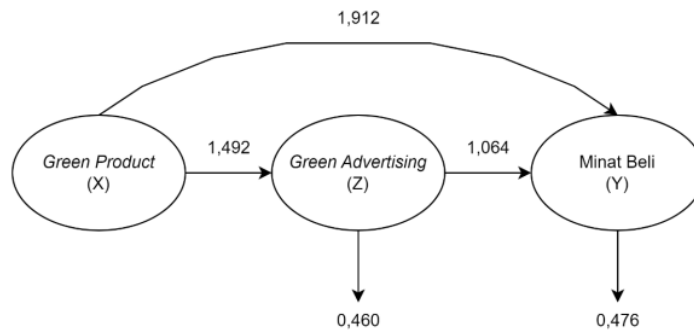 1,912
Green Product
(X)
1,492
Green Advertising
(Z)
1,064
Minat Beli
(Y)
0,460
0,476